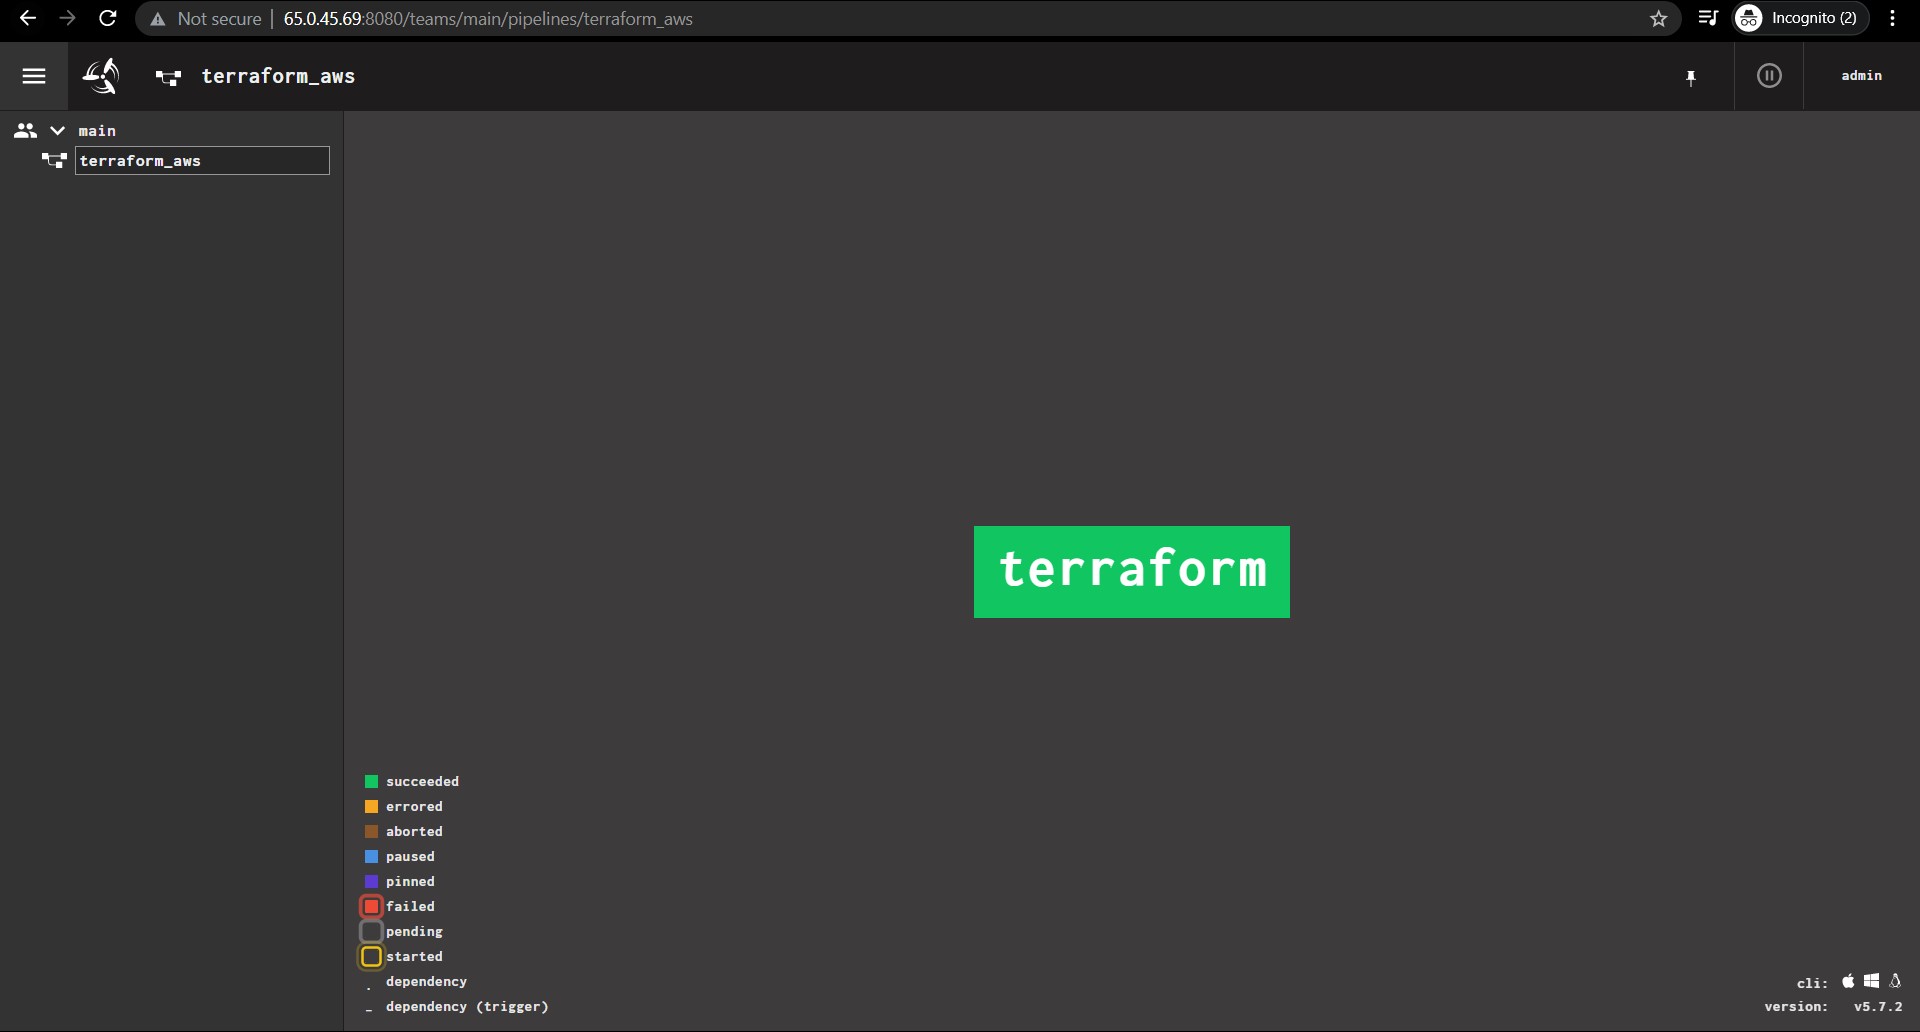 Not secure | 65.0.45.69:8080/teams/main/pipelines/terraform_aws
Incognito (2)
terraform_aws
admin
main
terraform_aws
terraform
succeeded
errored
aborted
paused
pinned
failed
pending
started
dependency
dependency (trigger)
cli:
version: v5.7.2